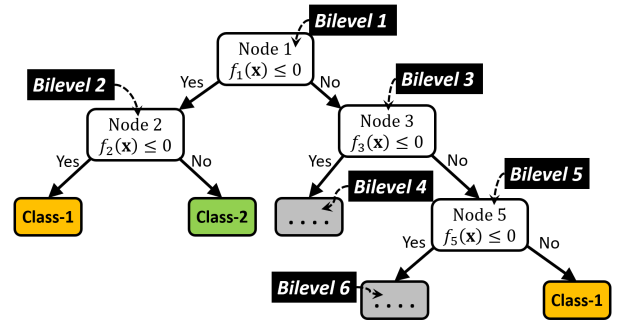 Bilevel 1
Node 1
f₁(𝐱) ≤ 0
Yes
No
Bilevel 2
Bilevel 3
Node 2
f₂(𝐱) ≤ 0
Node 3
f₃(𝐱) ≤ 0
Yes
No
Yes
No
Bilevel 4
Bilevel 5
Class-1
Class-2
. . . .
Node 5
f₅(𝐱) ≤ 0
Yes
No
Bilevel 6
. . . .
Class-1